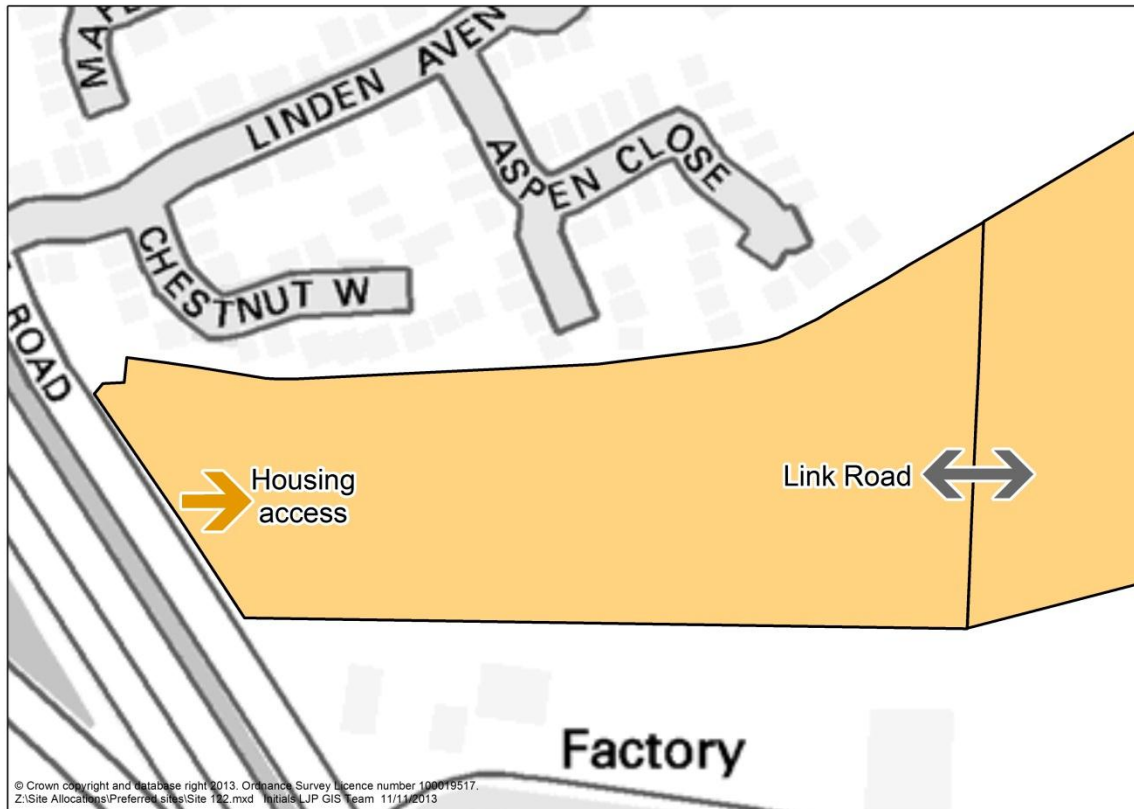 LINDEN AVEN
ASPEN CLOSE
CHESTNUT W
ROAD
Housing
access
Link Road
Factory
© Crown copyright and database right 2013. Ordnance Survey Licence number 100019517.
Z:\Site Allocations\Preferred sites\Site 122.mxd Initials LJP GIS Team 11/11/2013